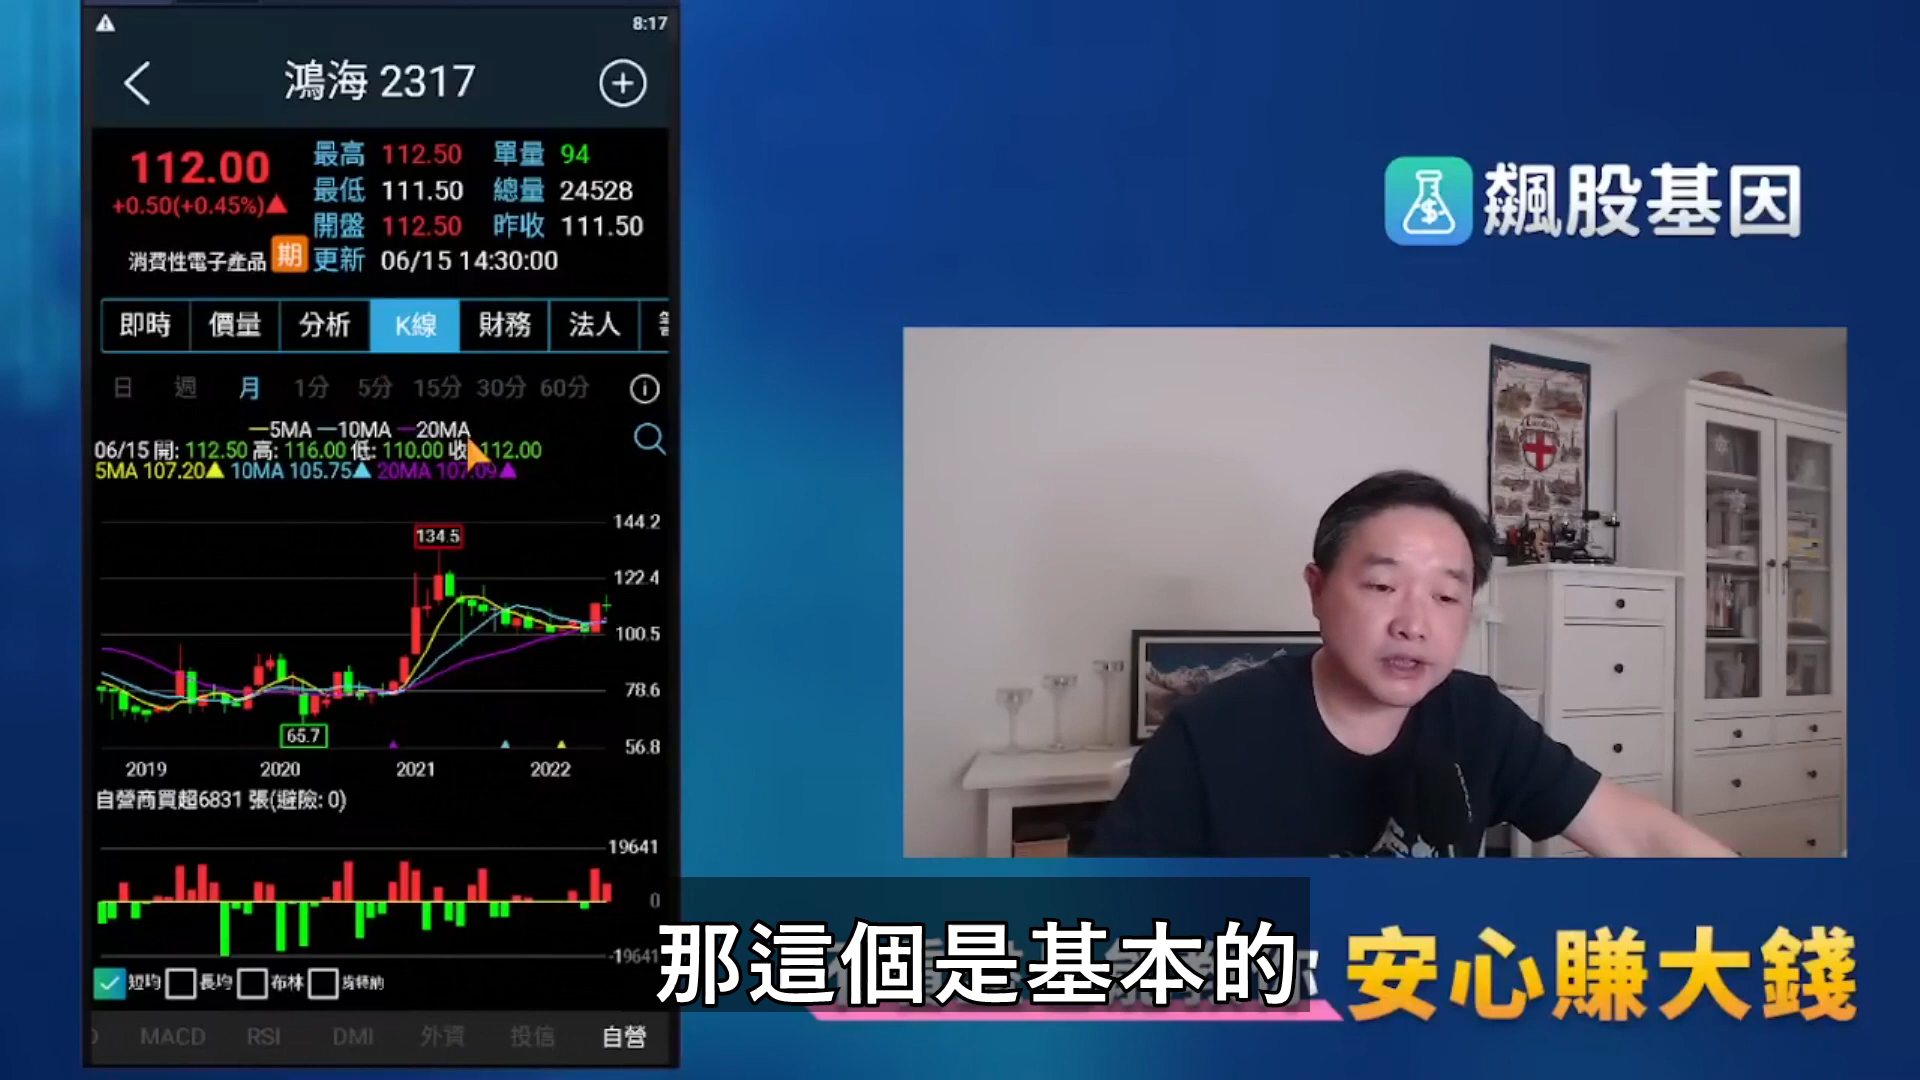 8:17
鴻海 2317
112.00
+0.50(+0.45%)▲
消費性電子產品 期
最高 112.50 單量 94
最低 111.50 總量 24528
開盤 112.50 昨收 111.50
更新 06/15 14:30:00
即時 價量 分析 K線 財務 法人
日 週 月 1分 5分 15分 30分 60分
5MA 10MA 20MA
06/15 開: 112.50 高: 116.00 低: 110.00 收 112.00
5MA 107.20▲ 10MA 105.75▲ 20MA 107.09▲
144.2
134.5
122.4
100.5
78.6
65.7
56.8
2019 2020 2021 2022
自營商買超6831 張(避險: 0)
19641
0
-19641
短均 長均 布林 肯特納
MACD RSI DMI 外資 投信 自營
飆股基因
London
那這個是基本的
安心賺大錢